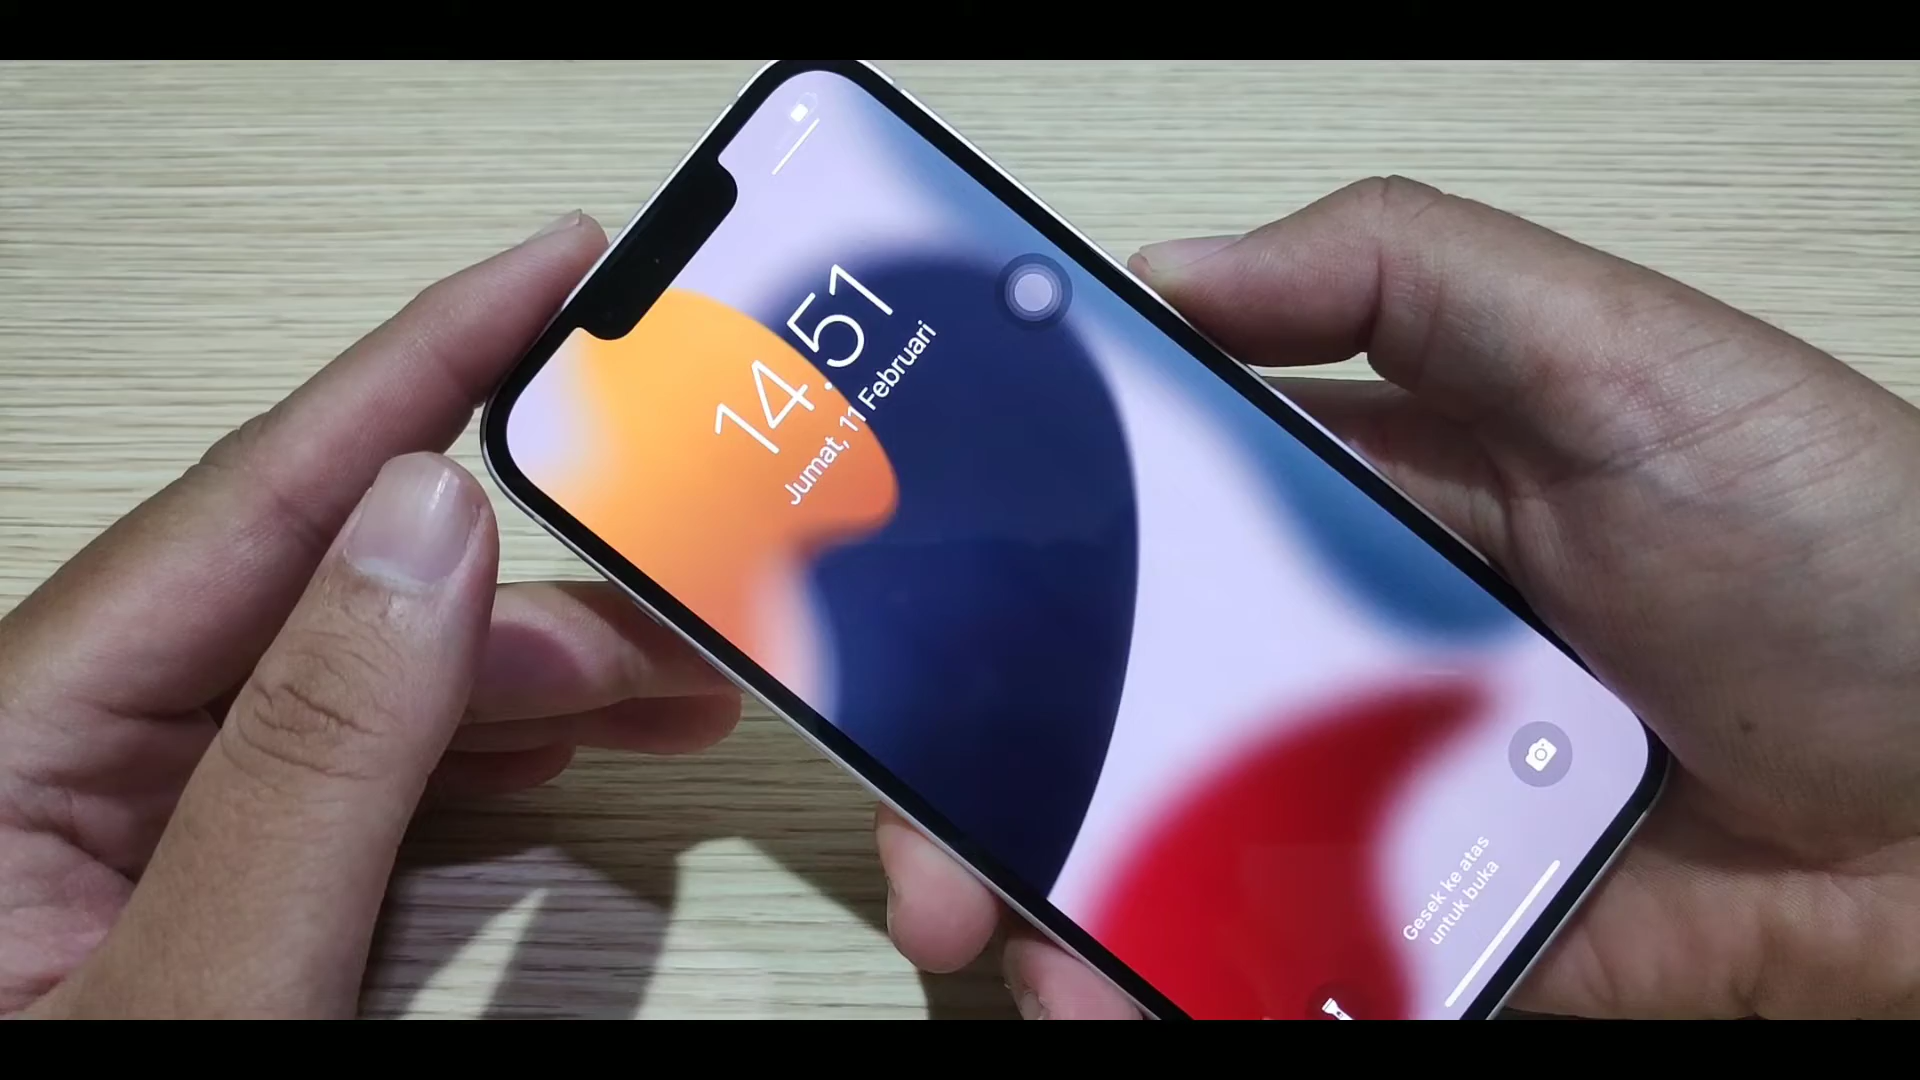 14.51
Jumat, 11 Februari
Gesek ke atas
untuk buka